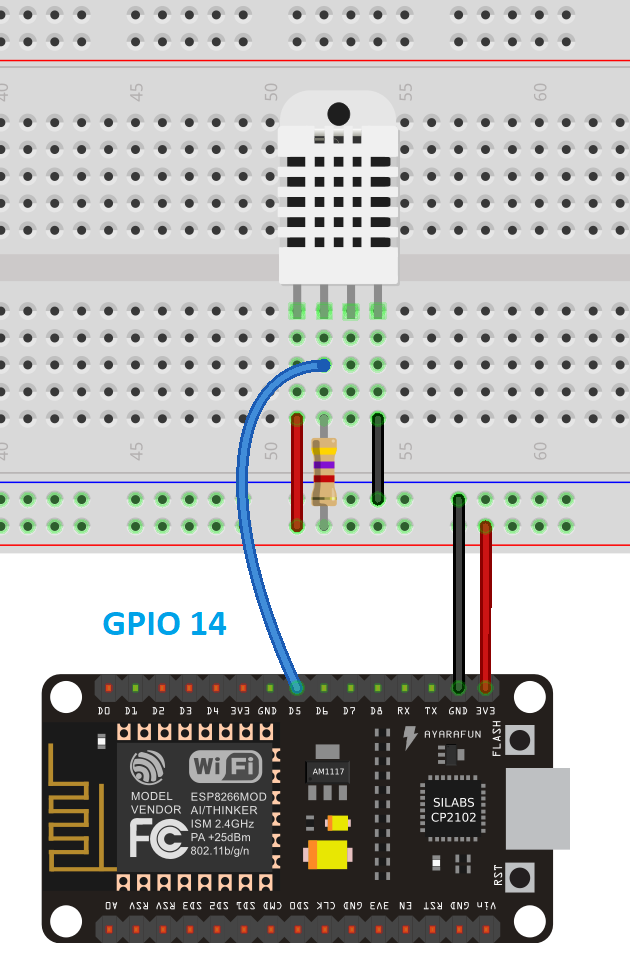 40 45 50 55 60
40 45 50 55 60
GPIO 14
D0 D1 D2 D3 D4 3V3 GND D5 D6 D7 D8 RX TX GND 3V3
AYARAFUN
FLASH
WiFi
MODEL
VENDOR
ESP8266MOD
AI/THINKER
ISM 2.4GHz
PA +25dBm
802.11b/g/n
FC
AM1117
SILABS
CP2102
RST
A0 RSV RSV SD3 SD2 SD1 CMD SD0 CLK GND 3V3 EN RST GND Vin